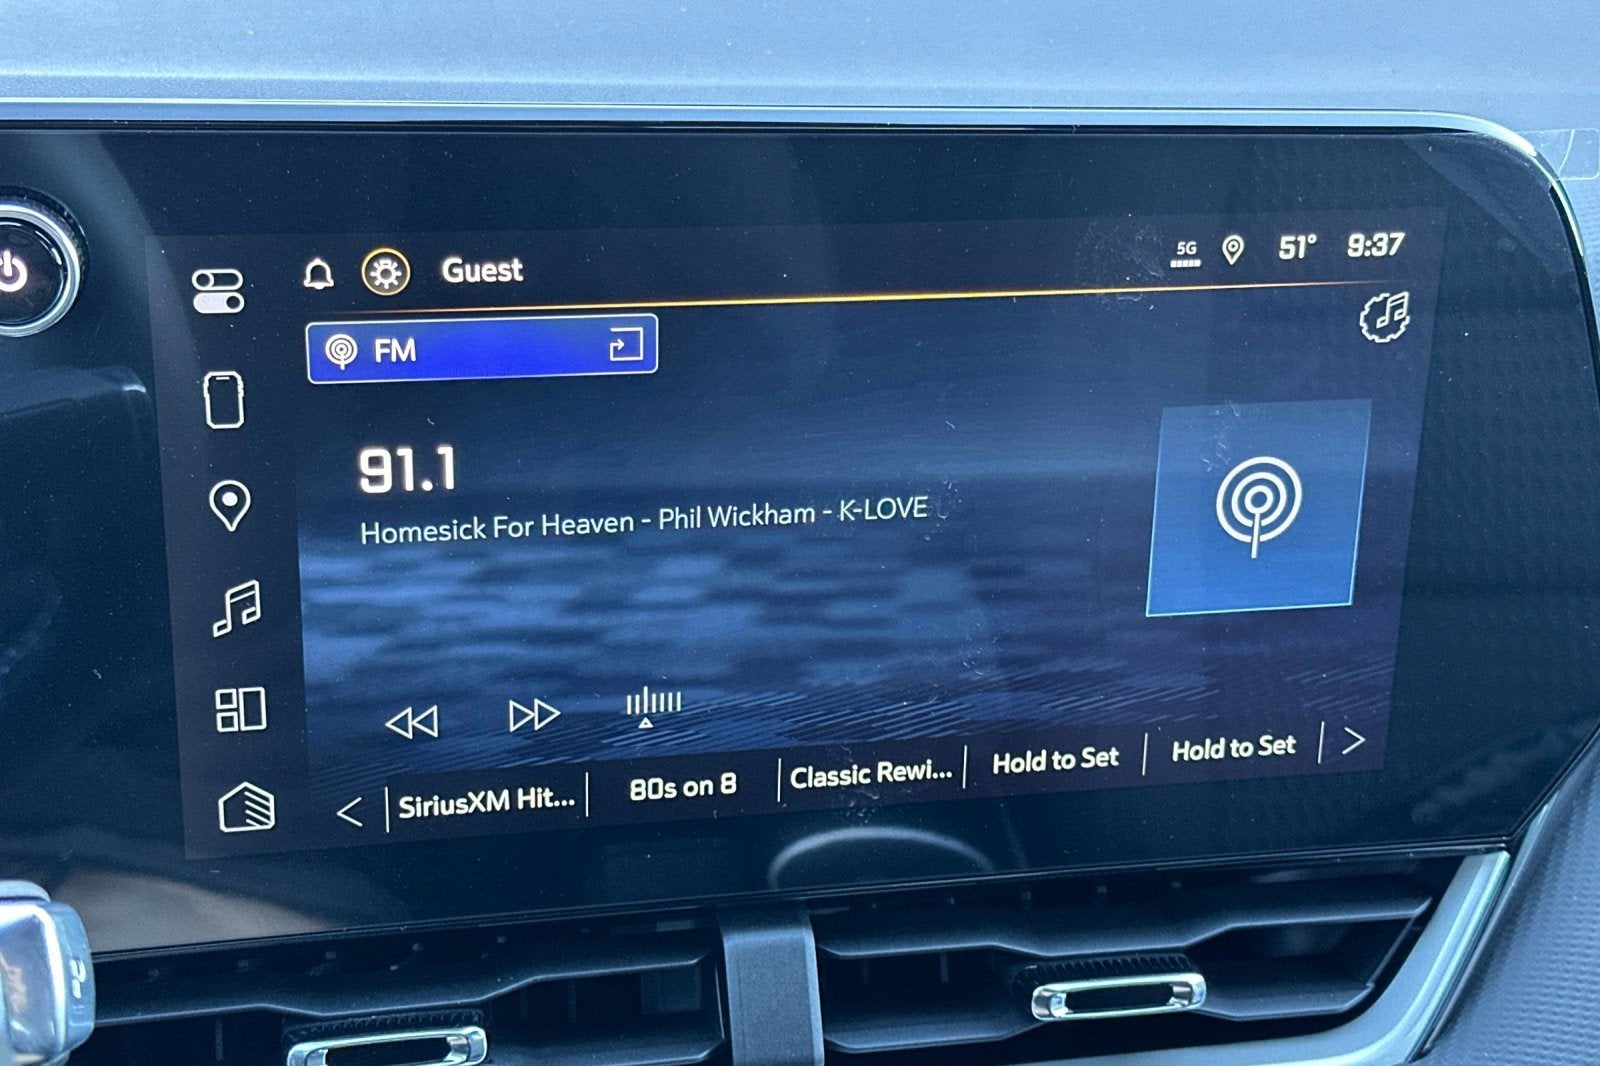 Guest
5G
51°
9:37
FM
91.1
Homesick For Heaven - Phil Wickham - K-LOVE
SiriusXM Hit...
80s on 8
Classic Rewi...
Hold to Set
Hold to Set